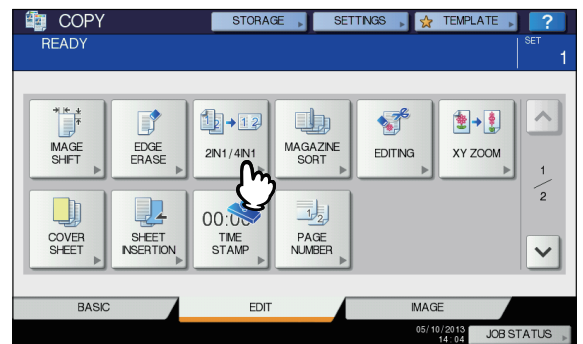 COPY
STORAGE
SETTINGS
TEMPLATE
?
READY
SET
1
IMAGE
SHIFT
EDGE
ERASE
2IN1/4IN1
MAGAZINE
SORT
EDITING
XY ZOOM
1
2
COVER
SHEET
SHEET
INSERTION
TIME
STAMP
PAGE
NUMBER
BASIC
EDIT
IMAGE
05/10/2013
14:04
JOB STATUS